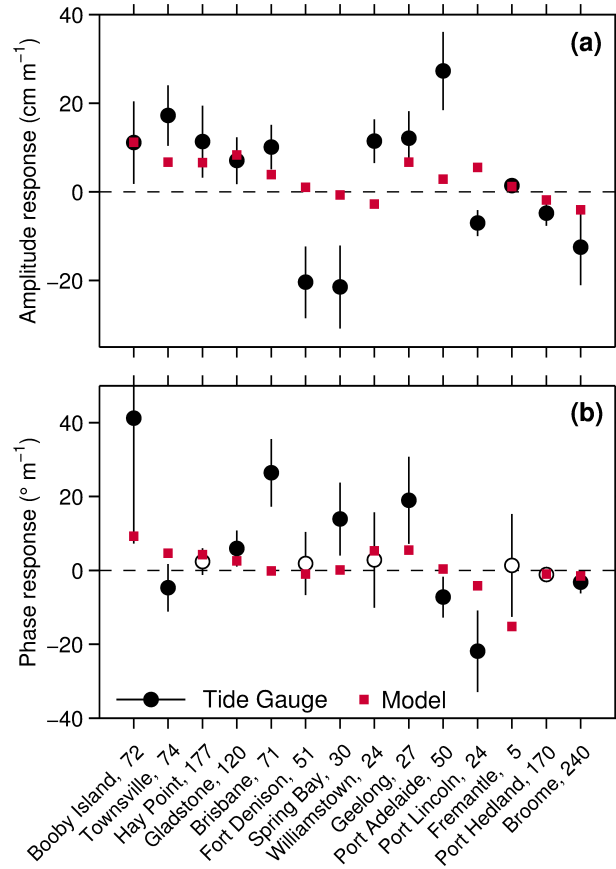 (a)
Amplitude response (cm m⁻¹)
40
20
0
−20
(b)
Phase response (° m⁻¹)
40
20
0
−20
−40
Tide Gauge
Model
Booby Island, 72
Townsville, 74
Hay Point, 177
Gladstone, 120
Brisbane, 71
Fort Denison, 51
Spring Bay, 30
Williamstown, 24
Geelong, 27
Port Adelaide, 50
Port Lincoln, 24
Fremantle, 5
Port Hedland, 170
Broome, 240